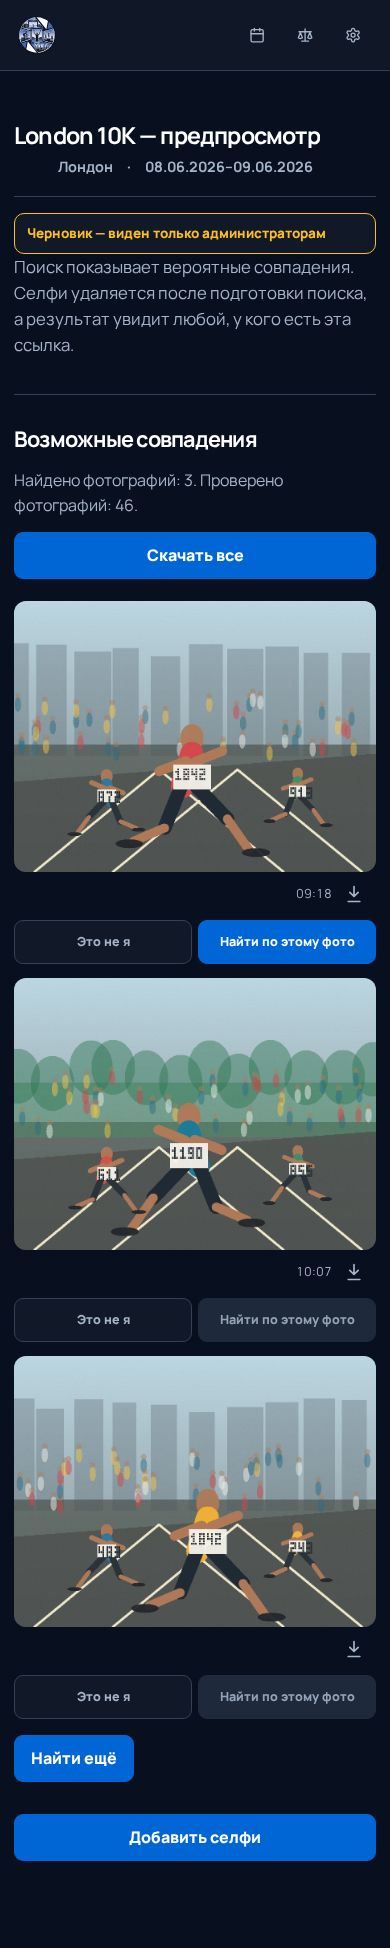 London 10K — предпросмотр
Лондон · 08.06.2026–09.06.2026
Черновик — виден только администраторам
Поиск показывает вероятные совпадения.
Селфи удаляется после подготовки поиска,
а результат увидит любой, у кого есть эта
ссылка.
Возможные совпадения
Найдено фотографий: 3. Проверено
фотографий: 46.
Скачать все
1842
09:18
Это не я
Найти по этому фото
1190
10:07
Это не я
Найти по этому фото
1842
Это не я
Найти по этому фото
Найти ещё
Добавить селфи